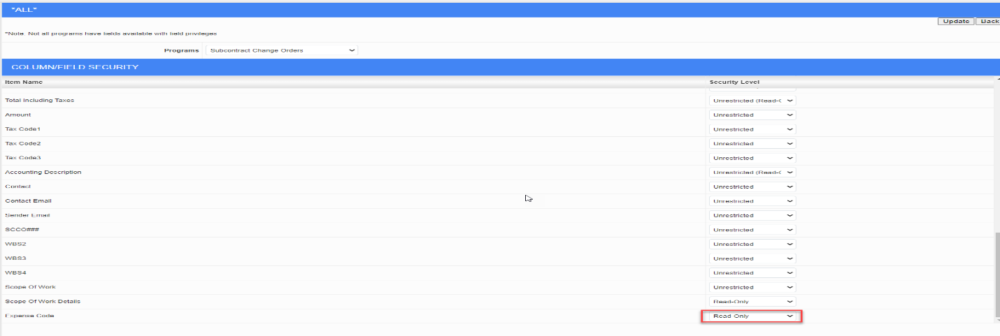 *ALL*
Update Back
*Note: Not all programs have fields available with field privileges
Programs Subcontract Change Orders
COLUMN/FIELD SECURITY
Item Name Security Level
Total Including Taxes Unrestricted (Read-C
Amount Unrestricted
Tax Code1 Unrestricted
Tax Code2 Unrestricted
Tax Code3 Unrestricted
Accounting Description Unrestricted (Read-C
Contact Unrestricted
Contact Email Unrestricted
Sender Email Unrestricted
SCCO### Unrestricted
WBS2 Unrestricted
WBS3 Unrestricted
WBS4 Unrestricted
Scope Of Work Unrestricted
Scope Of Work Details Read-Only
Expense Code Read-Only